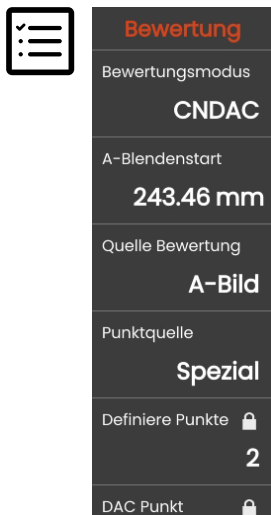 Bewertung
Bewertungsmodus
CNDAC
A-Blendenstart
243.46 mm
Quelle Bewertung
A-Bild
Punktquelle
Spezial
Definiere Punkte
2
DAC Punkt